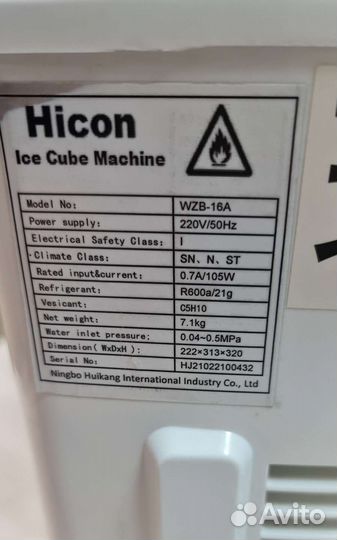 Hicon
Ice Cube Machine
Model No: WZB-16A
Power supply; 220V/50Hz
Electrical Safety Class: I
Climate Class: SN、N、ST
Rated input&current: 0.7A/105W
Refrigerant: R600a/21g
Vesicant: C5H10
Net weight: 7.1kg
Water inlet pressure; 0.04~0.5MPa
Dimension(WxDxH): 222×313×320
Serial No: HJ21022100432
Ningbo Huikang International Industry Co., Ltd
Avito